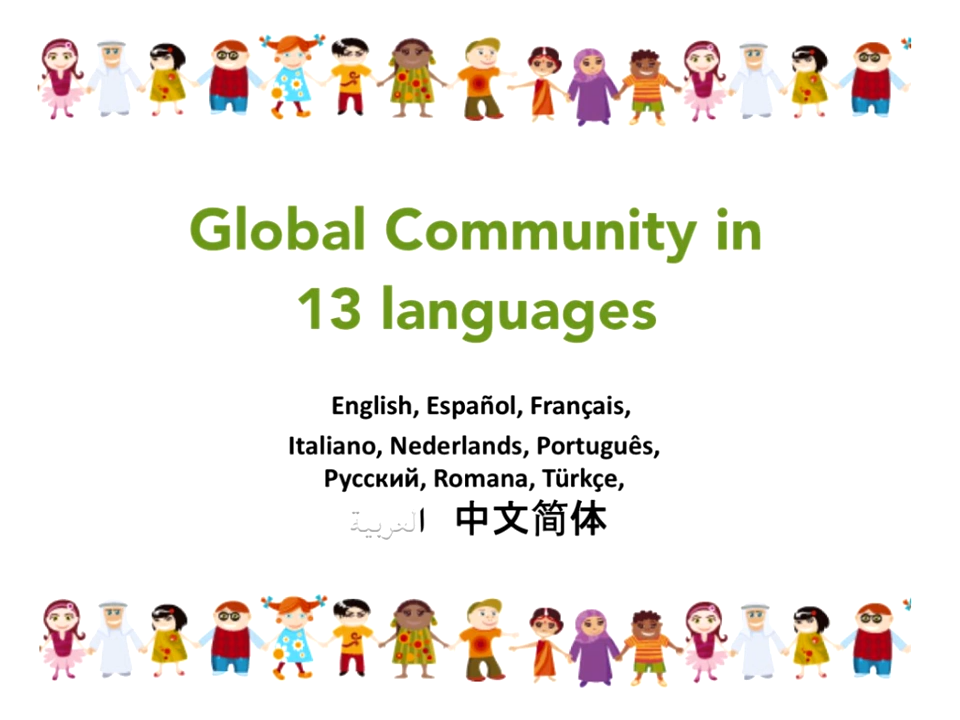 Global Community in
13 languages
English, Español, Français,
Italiano, Nederlands, Português,
Русский, Romana, Türkçe,
العربية 中文简体